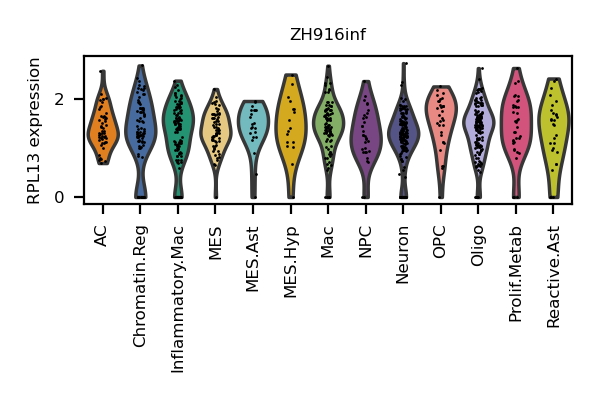 ZH916inf
RPL13 expression
2
0
AC
Chromatin.Reg
Inflammatory.Mac
MES
MES.Ast
MES.Hyp
Mac
NPC
Neuron
OPC
Oligo
Prolif.Metab
Reactive.Ast